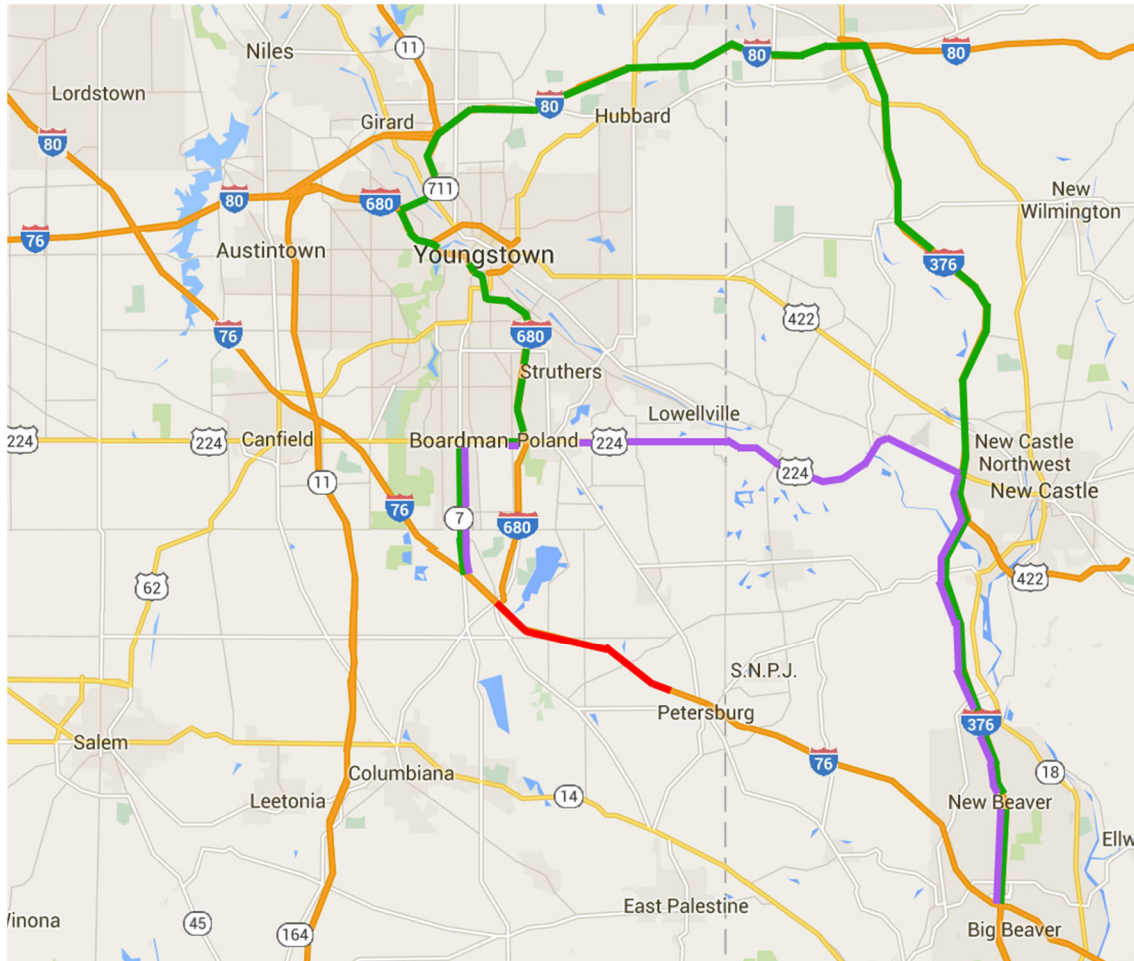 Niles
11
80
80
Lordstown
80
Hubbard
Girard
80
711
80
680
New
Wilmington
76
Austintown
Youngstown
376
422
76
680
Struthers
Lowellville
224
224
Canfield
Boardman
Poland
224
New Castle
Northwest
224
11
New Castle
76
7
680
62
422
S.N.P.J.
Petersburg
376
Salem
76
Columbiana
18
14
Leetonia
New Beaver
Ellw
East Palestine
Winona
45
164
Big Beaver